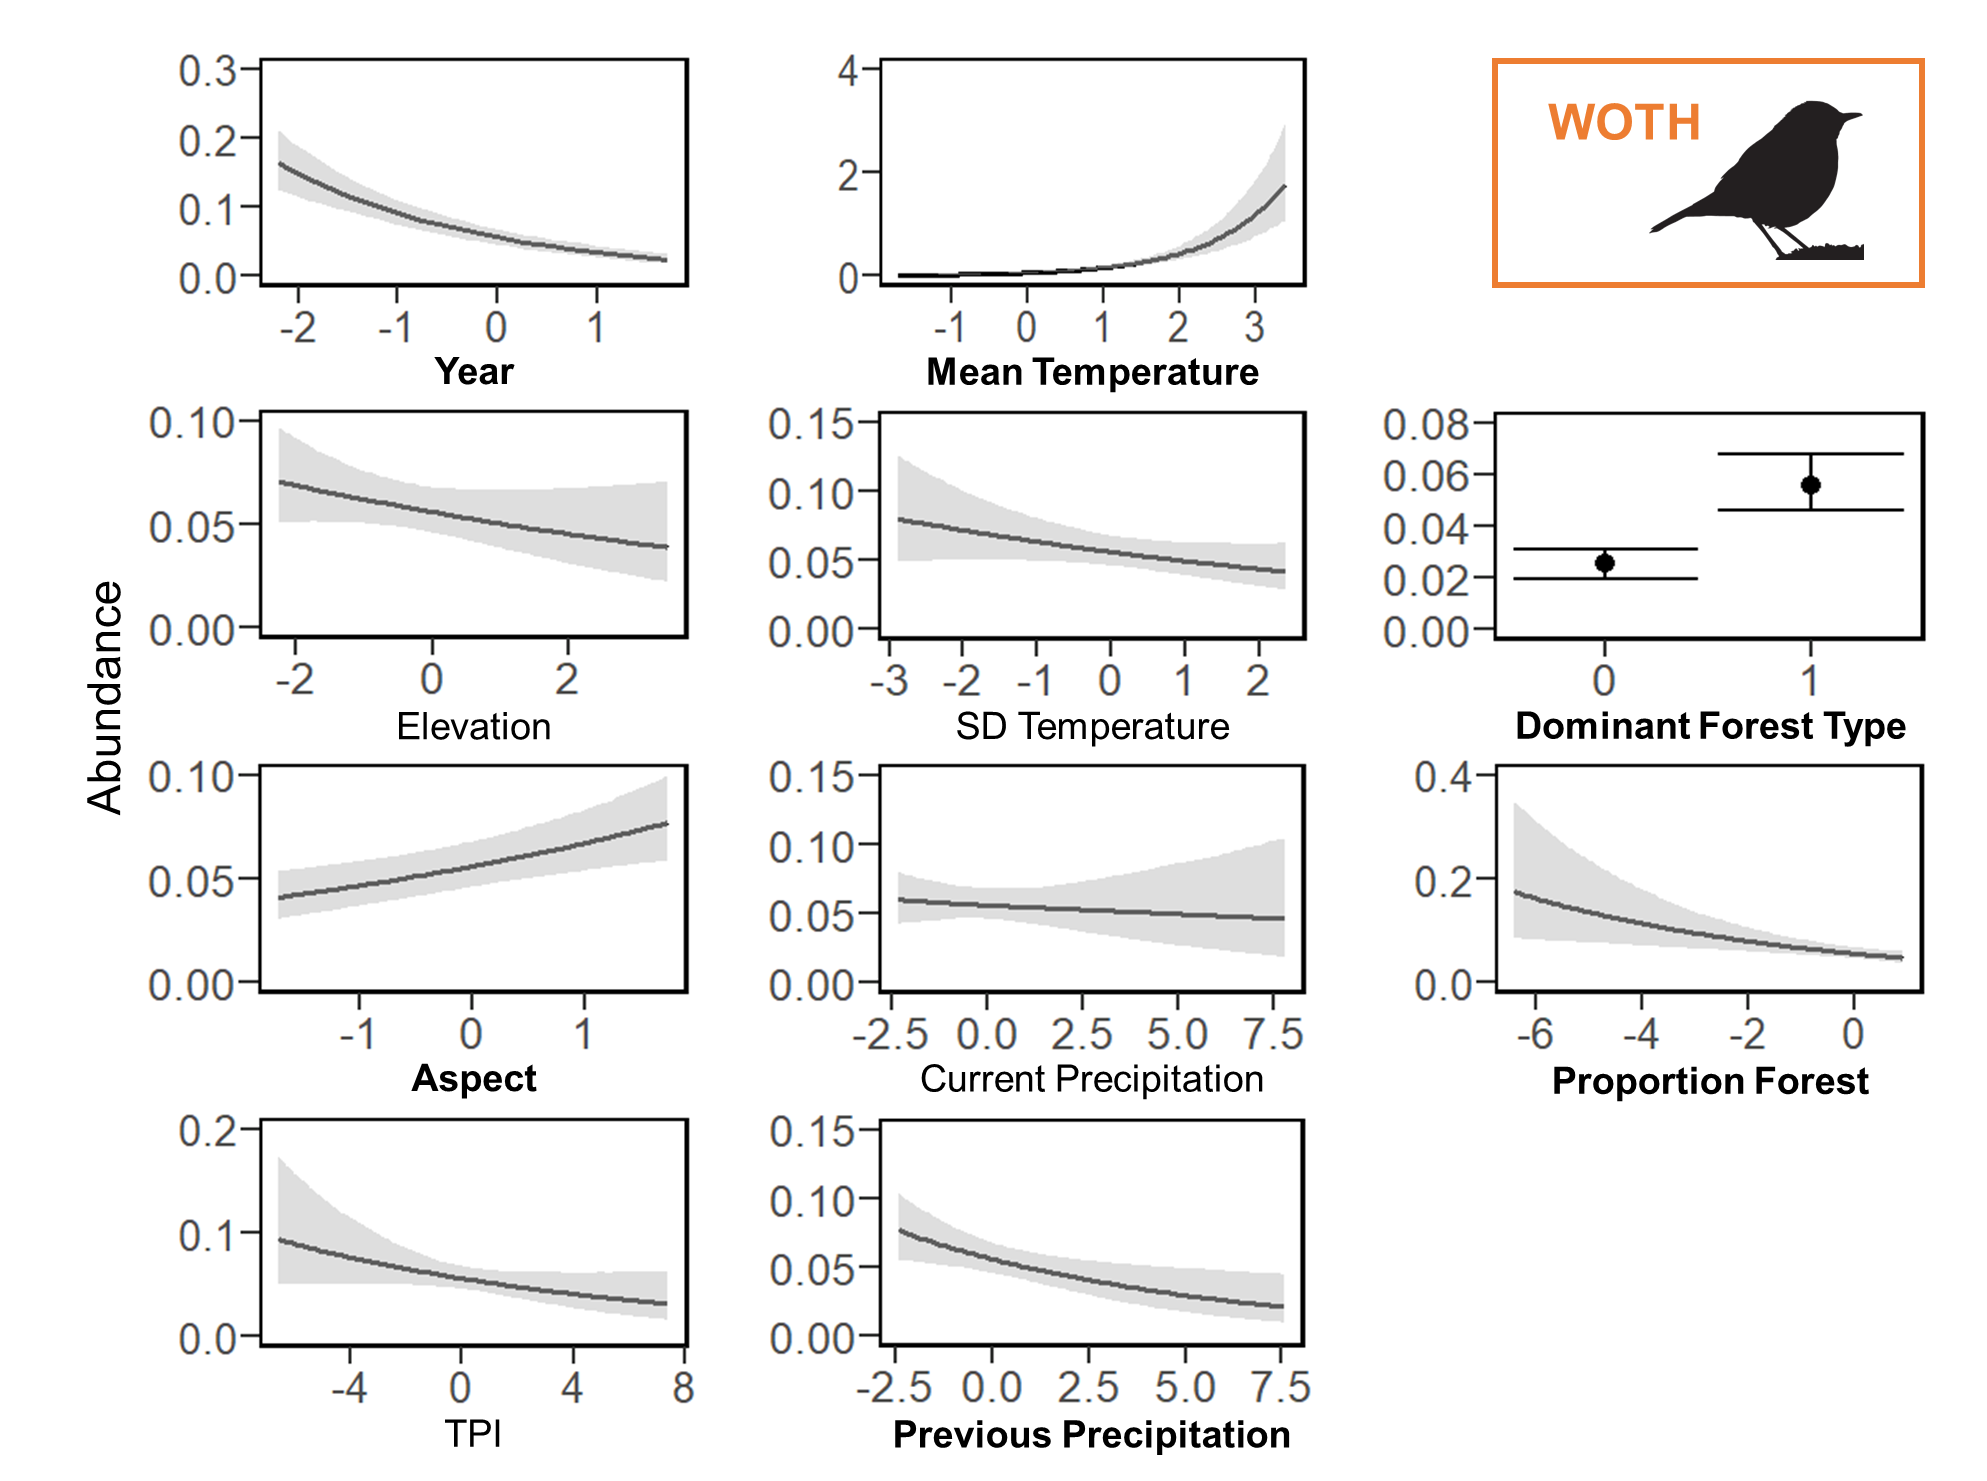 0.3
0.2
0.1
0.0
-2 -1 0 1
Year
4
2
0
-1 0 1 2 3
Mean Temperature
WOTH
Abundance
0.10
0.05
0.00
-2 0 2
Elevation
0.15
0.10
0.05
0.00
-3 -2 -1 0 1 2
SD Temperature
0.08
0.06
0.04
0.02
0.00
0 1
Dominant Forest Type
0.10
0.05
0.00
-1 0 1
Aspect
0.15
0.10
0.05
0.00
-2.5 0.0 2.5 5.0 7.5
Current Precipitation
0.4
0.2
0.0
-6 -4 -2 0
Proportion Forest
0.2
0.1
0.0
-4 0 4 8
TPI
0.15
0.10
0.05
0.00
-2.5 0.0 2.5 5.0 7.5
Previous Precipitation